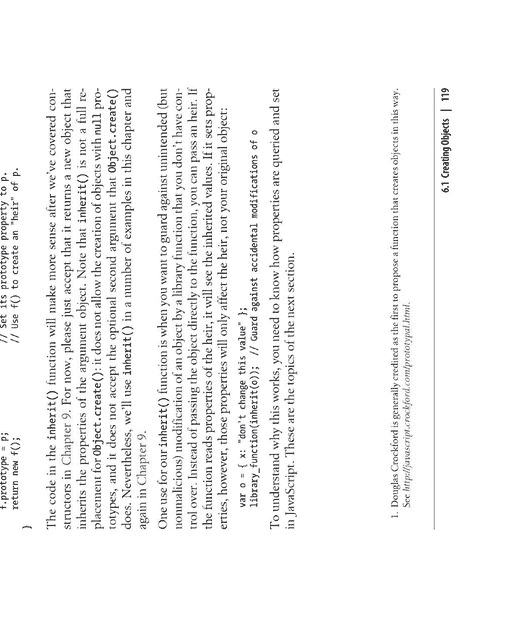 f.prototype = p;                // Set its prototype property to p.
return new f();                 // Use f() to create an "heir" of p.
}
The code in the inherit() function will make more sense after we've covered con-
structors in Chapter 9. For now, please just accept that it returns a new object that
inherits the properties of the argument object. Note that inherit() is not a full re-
placement for Object.create(): it does not allow the creation of objects with null pro-
totypes, and it does not accept the optional second argument that Object.create()
does. Nevertheless, we'll use inherit() in a number of examples in this chapter and
again in Chapter 9.
One use for our inherit() function is when you want to guard against unintended (but
nonmalicious) modification of an object by a library function that you don't have con-
trol over. Instead of passing the object directly to the function, you can pass an heir. If
the function reads properties of the heir, it will see the inherited values. If it sets prop-
erties, however, those properties will only affect the heir, not your original object:
var o = { x: "don't change this value" };
library_function(inherit(o)); // Guard against accidental modifications of o
To understand why this works, you need to know how properties are queried and set
in JavaScript. These are the topics of the next section.
1. Douglas Crockford is generally credited as the first to propose a function that creates objects in this way.
See http://javascript.crockford.com/prototypal.html.
6.1 Creating Objects | 119